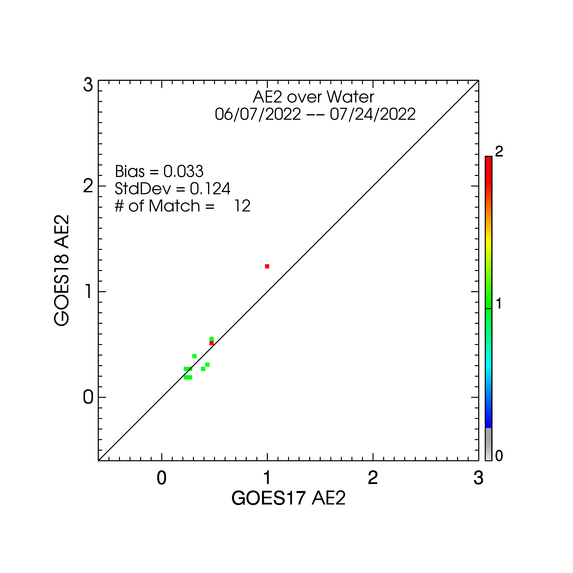 AE2 over Water
06/07/2022 -- 07/24/2022
Bias = 0.033
StdDev = 0.124
# of Match = 12
3
2
1
0
GOES18 AE2
0 1 2 3
GOES17 AE2
2
1
0